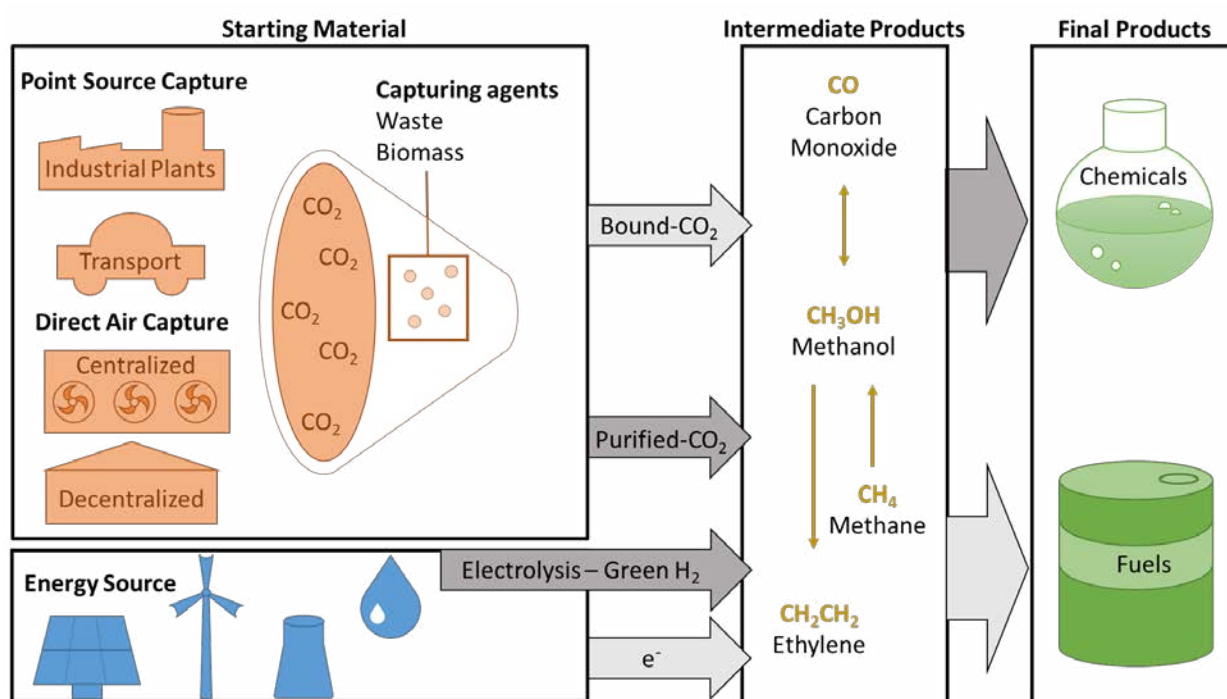 Starting Material
Point Source Capture
Industrial Plants
Transport
Direct Air Capture
Centralized
Decentralized
Capturing agents
Waste
Biomass
CO₂
CO₂
CO₂
CO₂
CO₂
Energy Source
Bound-CO₂
Purified-CO₂
Electrolysis – Green H₂
e⁻
Intermediate Products
CO
Carbon
Monoxide
CH₃OH
Methanol
CH₄
Methane
CH₂CH₂
Ethylene
Final Products
Chemicals
Fuels